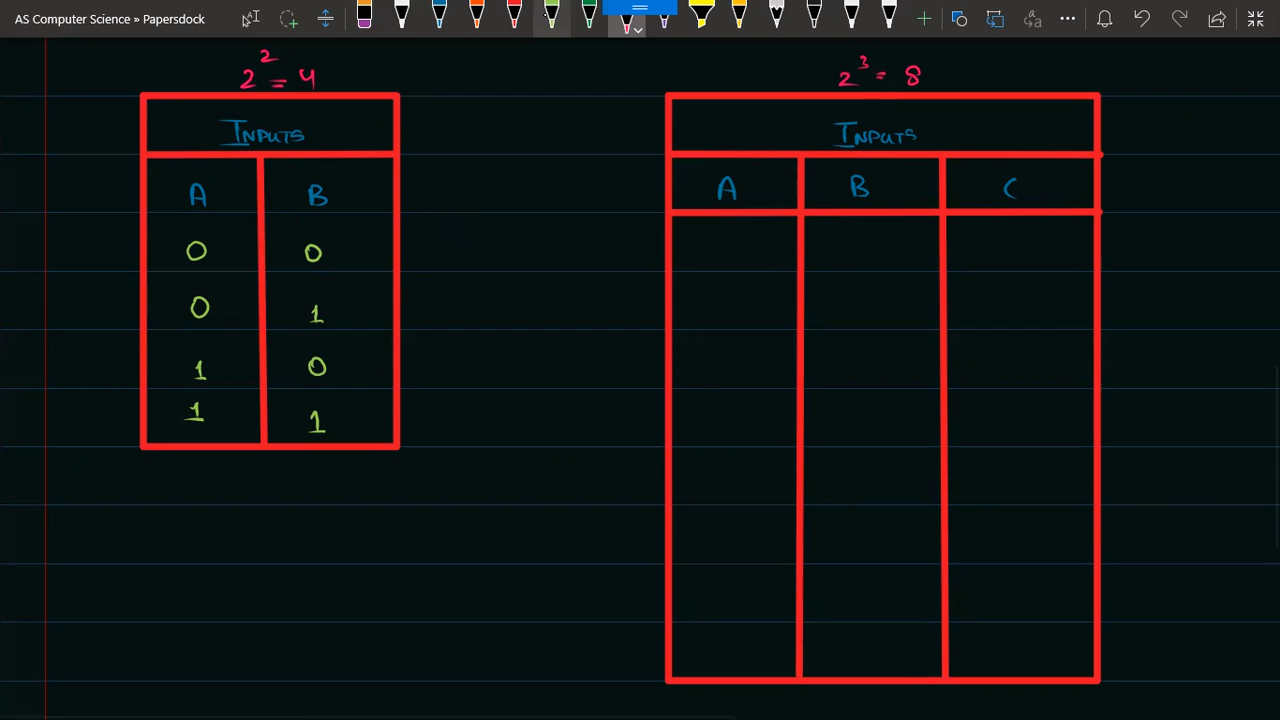 AS Computer Science » Papersdock
2² = 4
INPUTS
A B
0 0
0 1
1 0
1 1
2³ = 8
INPUTS
A B C